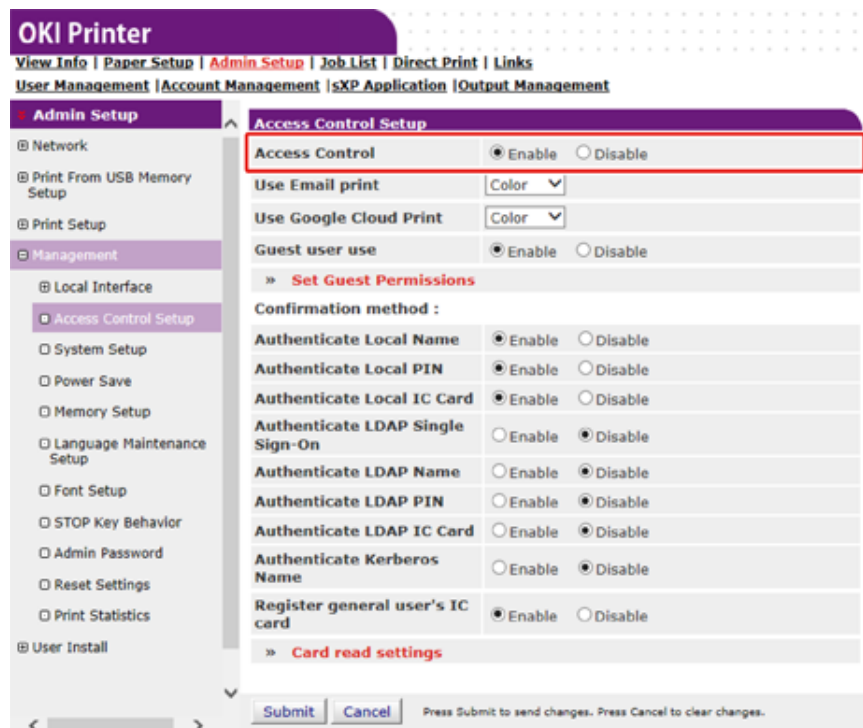 OKI Printer
View Info | Paper Setup | Admin Setup | Job List | Direct Print | Links
User Management |Account Management |sXP Application |Output Management
Admin Setup
Network
Print From USB Memory
Setup
Print Setup
Management
Local Interface
Access Control Setup
System Setup
Power Save
Memory Setup
Language Maintenance
Setup
Font Setup
STOP Key Behavior
Admin Password
Reset Settings
Print Statistics
User Install
Access Control Setup
Access Control Enable Disable
Use Email print Color
Use Google Cloud Print Color
Guest user use Enable Disable
» Set Guest Permissions
Confirmation method :
Authenticate Local Name Enable Disable
Authenticate Local PIN Enable Disable
Authenticate Local IC Card Enable Disable
Authenticate LDAP Single
Sign-On Enable Disable
Authenticate LDAP Name Enable Disable
Authenticate LDAP PIN Enable Disable
Authenticate LDAP IC Card Enable Disable
Authenticate Kerberos
Name Enable Disable
Register general user's IC
card Enable Disable
» Card read settings
Submit Cancel Press Submit to send changes. Press Cancel to clear changes.